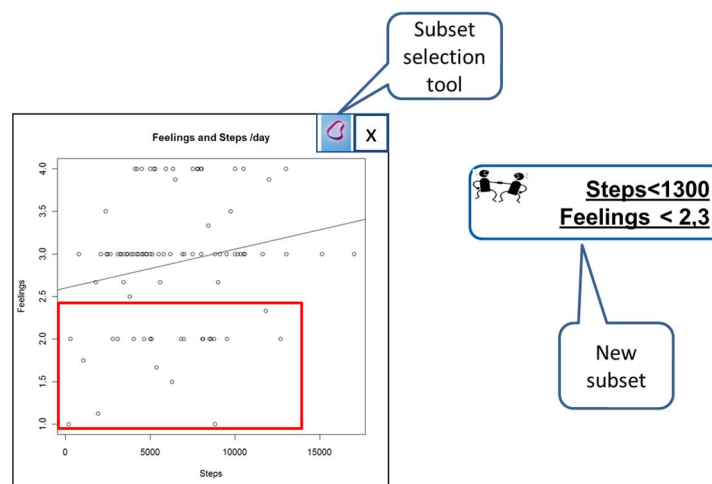 Subset
selection
tool
X
Feelings and Steps /day
Feelings
4.0
3.5
3.0
2.5
2.0
1.5
1.0
0
5000
10000
15000
Steps
Steps<1300
Feelings < 2,3
New
subset